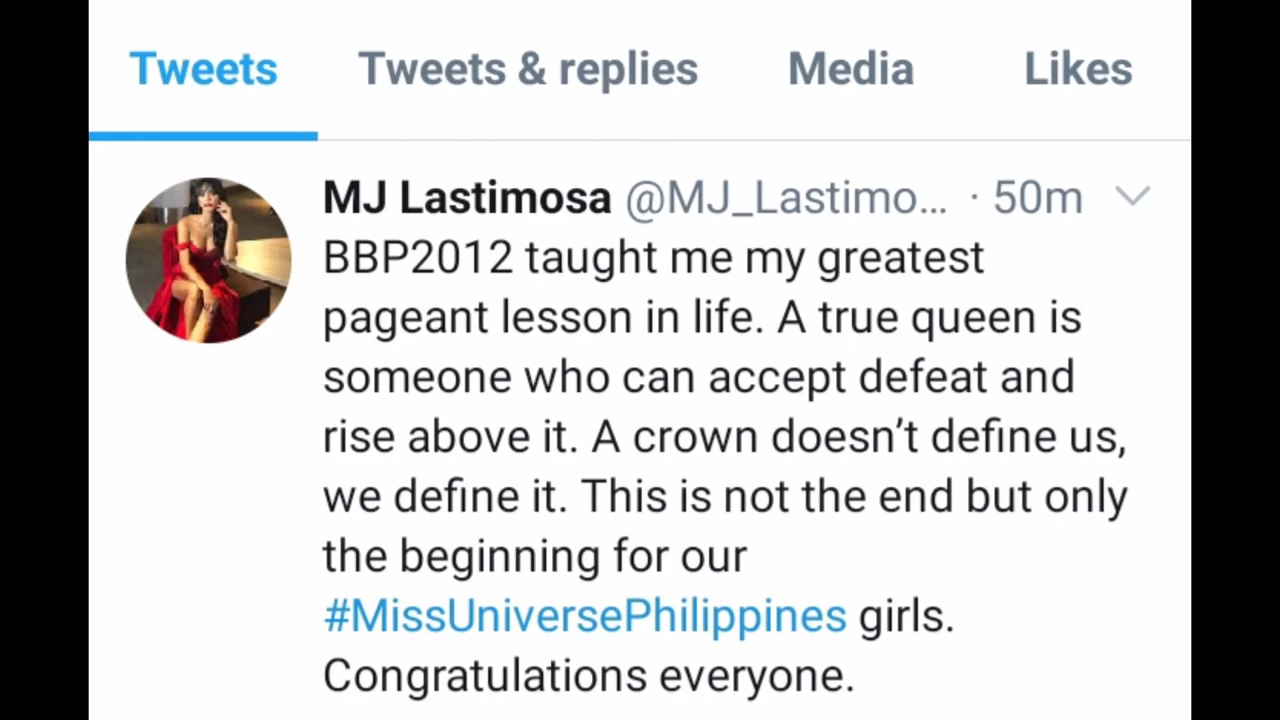 Tweets Tweets & replies Media Likes
MJ Lastimosa @MJ_Lastimo... · 50m
BBP2012 taught me my greatest
pageant lesson in life. A true queen is
someone who can accept defeat and
rise above it. A crown doesn’t define us,
we define it. This is not the end but only
the beginning for our
#MissUniversePhilippines girls.
Congratulations everyone.